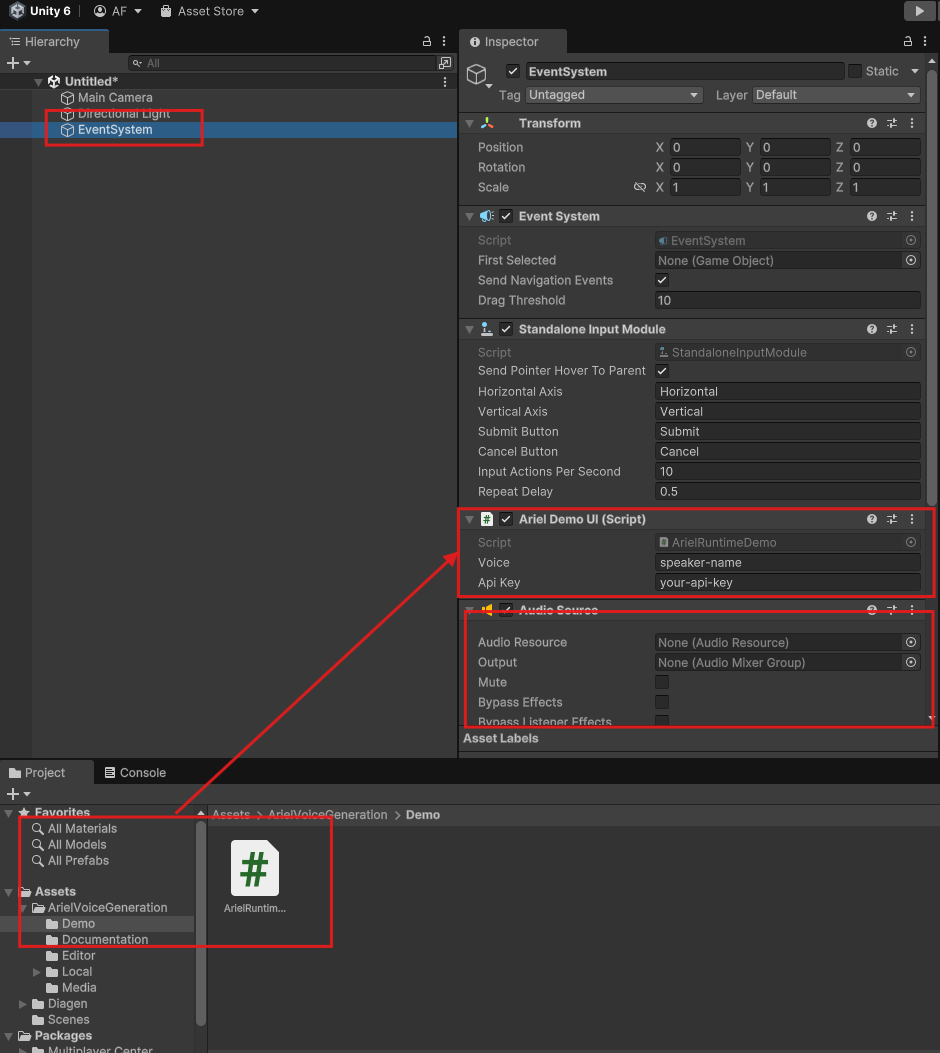 Unity 6 AF Asset Store
Hierarchy
All
Untitled*
Main Camera
Directional Light
EventSystem
Inspector
EventSystem Static
Tag Untagged Layer Default
Transform
Position X 0 Y 0 Z 0
Rotation X 0 Y 0 Z 0
Scale X 1 Y 1 Z 1
Event System
Script EventSystem
First Selected None (Game Object)
Send Navigation Events
Drag Threshold 10
Standalone Input Module
Script StandaloneInputModule
Send Pointer Hover To Parent
Horizontal Axis Horizontal
Vertical Axis Vertical
Submit Button Submit
Cancel Button Cancel
Input Actions Per Second 10
Repeat Delay 0.5
# Ariel Demo UI (Script)
Script ArielRuntimeDemo
Voice speaker-name
Api Key your-api-key
Audio Source
Audio Resource None (Audio Resource)
Output None (Audio Mixer Group)
Mute
Bypass Effects
Bypass Listener Effects
Asset Labels
Project Console
Favorites
All Materials
All Models
All Prefabs
Assets
ArielVoiceGeneration
Demo
Documentation
Editor
Local
Media
Diagen
Scenes
Packages
Multiplayer Center
Assets > ArielVoiceGeneration > Demo
#
ArielRuntim...